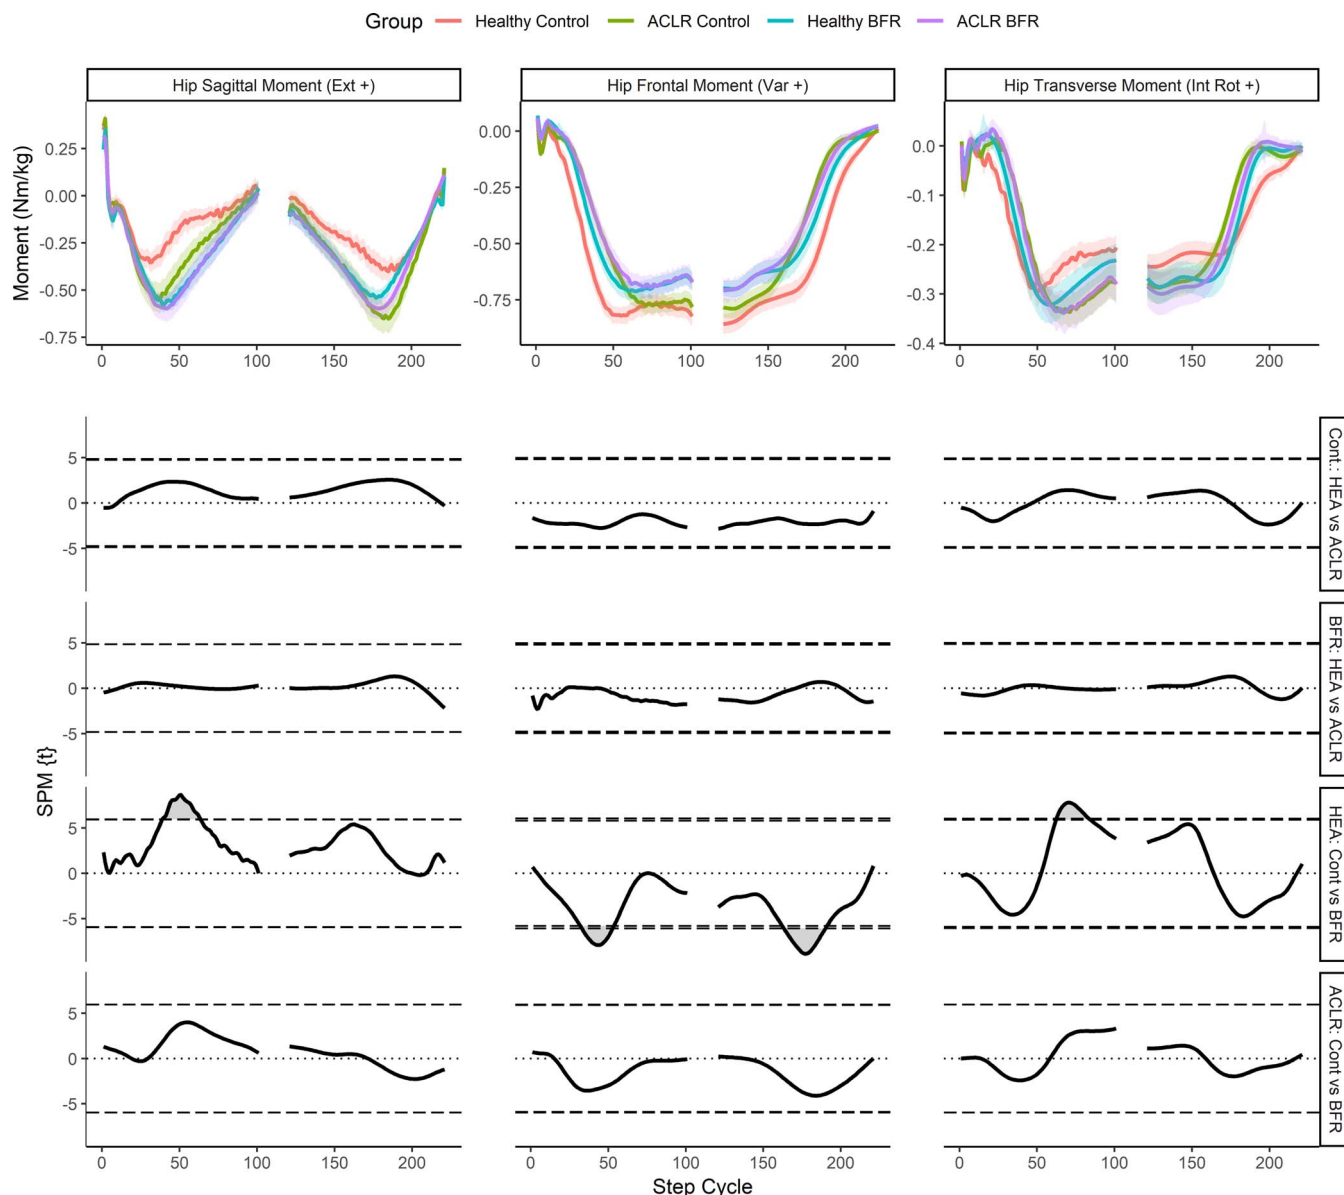 Group Healthy Control ACLR Control Healthy BFR ACLR BFR
Hip Sagittal Moment (Ext +) Hip Frontal Moment (Var +) Hip Transverse Moment (Int Rot +)
Moment (Nm/kg)
0.25
0.00
-0.25
-0.50
-0.75
0 50 100 150 200
0.00
-0.25
-0.50
-0.75
0 50 100 150 200
0.0
-0.1
-0.2
-0.3
-0.4
0 50 100 150 200
SPM {t}
5
0
-5
Cont.: HEA vs ACLR
5
0
-5
BFR: HEA vs ACLR
5
0
-5
HEA: Cont vs BFR
5
0
-5
ACLR: Cont vs BFR
0 50 100 150 200 0 50 100 150 200 0 50 100 150 200
Step Cycle